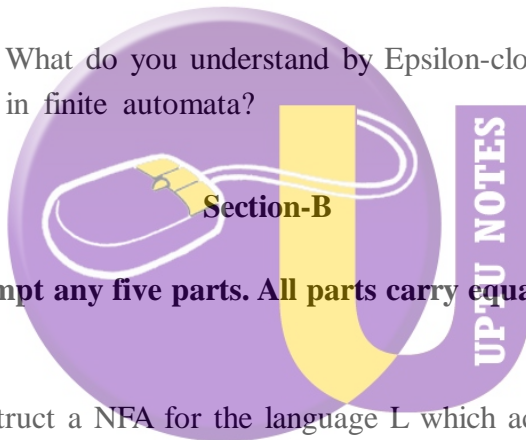 What do you understand by Epsilon-clo
in finite automata?
Section-B
mpt any five parts. All parts carry equa
truct a NFA for the language L which ac
UPTU NOTES